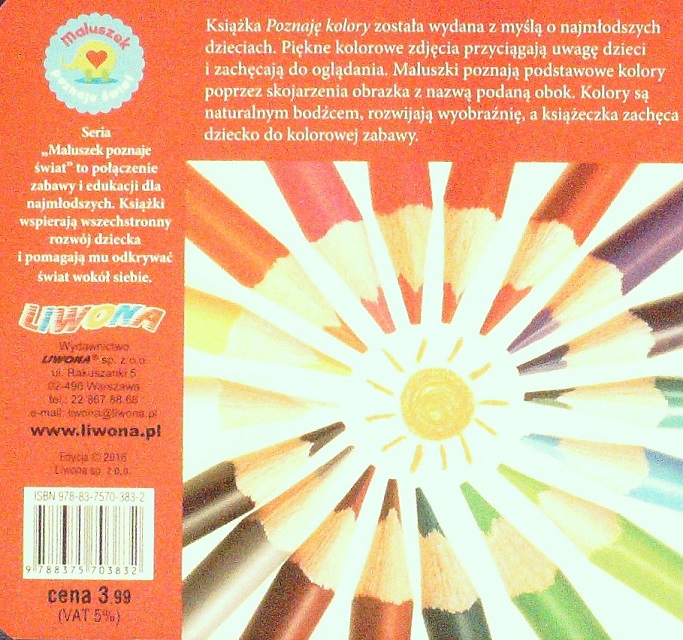 Maluszek
poznaje świat
Książka Poznaję kolory została wydana z myślą o najmłodszych
dzieciach. Piękne kolorowe zdjęcia przyciągają uwagę dzieci
i zachęcają do oglądania. Maluszki poznają podstawowe kolory
poprzez skojarzenia obrazka z nazwą podaną obok. Kolory są
naturalnym bodźcem, rozwijają wyobraźnię, a książeczka zachęca
dziecko do kolorowej zabawy.
Seria
„Maluszek poznaje
świat” to połączenie
zabawy i edukacji dla
najmłodszych. Książki
wspierają wszechstronny
rozwój dziecka
i pomagają mu odkrywać
świat wokół siebie.
LIWONA
Wydawnictwo
LIWONA® sp. z o.o.
ul. Rakuszanki 5
02-496 Warszawa
tel.: 22 867 68 68
e-mail: liwona@liwona.pl
www.liwona.pl
Edycja © 2016
Liwona sp. z o.o.
ISBN 978-83-7570-383-2
9 788375 703832
cena 3,99
(VAT 5%)